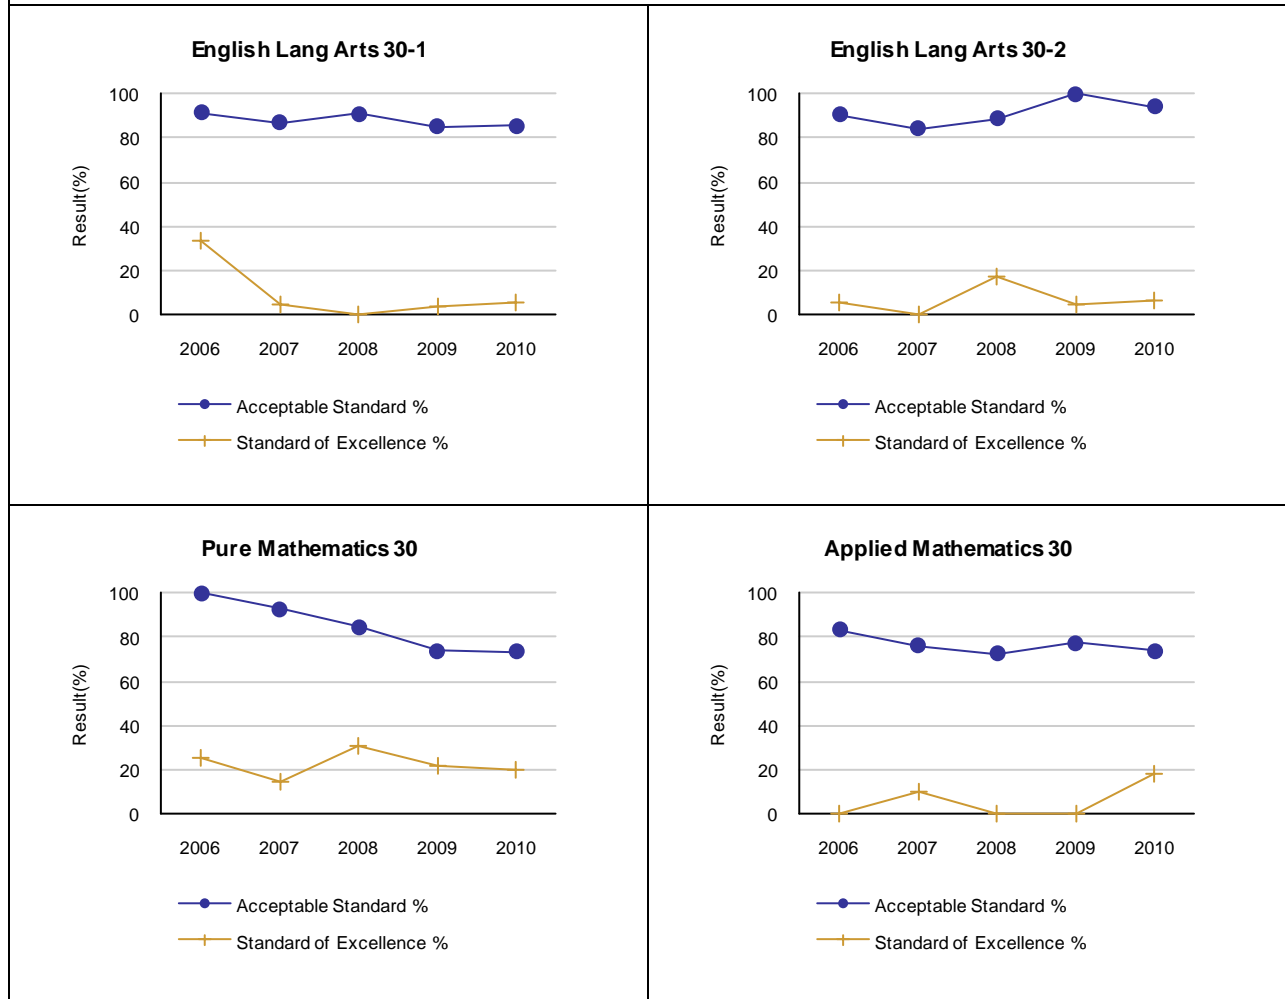 English Lang Arts 30-1
100
80
60
40
20
0
Result(%)
2006 2007 2008 2009 2010
Acceptable Standard %
Standard of Excellence %
English Lang Arts 30-2
100
80
60
40
20
0
Result(%)
2006 2007 2008 2009 2010
Acceptable Standard %
Standard of Excellence %
Pure Mathematics 30
100
80
60
40
20
0
Result(%)
2006 2007 2008 2009 2010
Acceptable Standard %
Standard of Excellence %
Applied Mathematics 30
100
80
60
40
20
0
Result(%)
2006 2007 2008 2009 2010
Acceptable Standard %
Standard of Excellence %